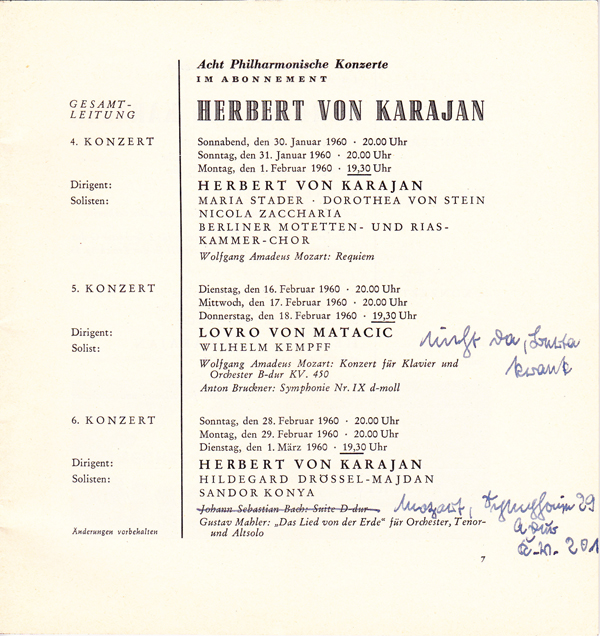 Acht Philharmonische Konzerte
IM ABONNEMENT
GESAMT-
LEITUNG
HERBERT VON KARAJAN
4. KONZERT
Sonnabend, den 30. Januar 1960 · 20.00 Uhr
Sonntag, den 31. Januar 1960 · 20.00 Uhr
Montag, den 1. Februar 1960 · 19,30 Uhr
Dirigent:
HERBERT VON KARAJAN
Solisten:
MARIA STADER · DOROTHEA VON STEIN
NICOLA ZACCHARIA
BERLINER MOTETTEN- UND RIAS-
KAMMER-CHOR
Wolfgang Amadeus Mozart: Requiem
5. KONZERT
Dienstag, den 16. Februar 1960 · 20.00 Uhr
Mittwoch, den 17. Februar 1960 · 20.00 Uhr
Donnerstag, den 18. Februar 1960 · 19,30 Uhr
Dirigent:
LOVRO VON MATACIC
Solist:
WILHELM KEMPFF
nicht da,
krank
Wolfgang Amadeus Mozart: Konzert für Klavier und
Orchester B-dur KV. 450
Anton Bruckner: Symphonie Nr. IX d-moll
6. KONZERT
Sonntag, den 28. Februar 1960 · 20.00 Uhr
Montag, den 29. Februar 1960 · 20.00 Uhr
Dienstag, den 1. März 1960 · 19,30 Uhr
Dirigent:
HERBERT VON KARAJAN
Solisten:
HILDEGARD DRÖSSEL-MAJDAN
SANDOR KONYA
Johann Sebastian Bach: Suite D-dur
Mozart, 29
A Dur
K.V. 201
Gustav Mahler: „Das Lied von der Erde“ für Orchester, Tenor-
und Altsolo
Änderungen vorbehalten
7